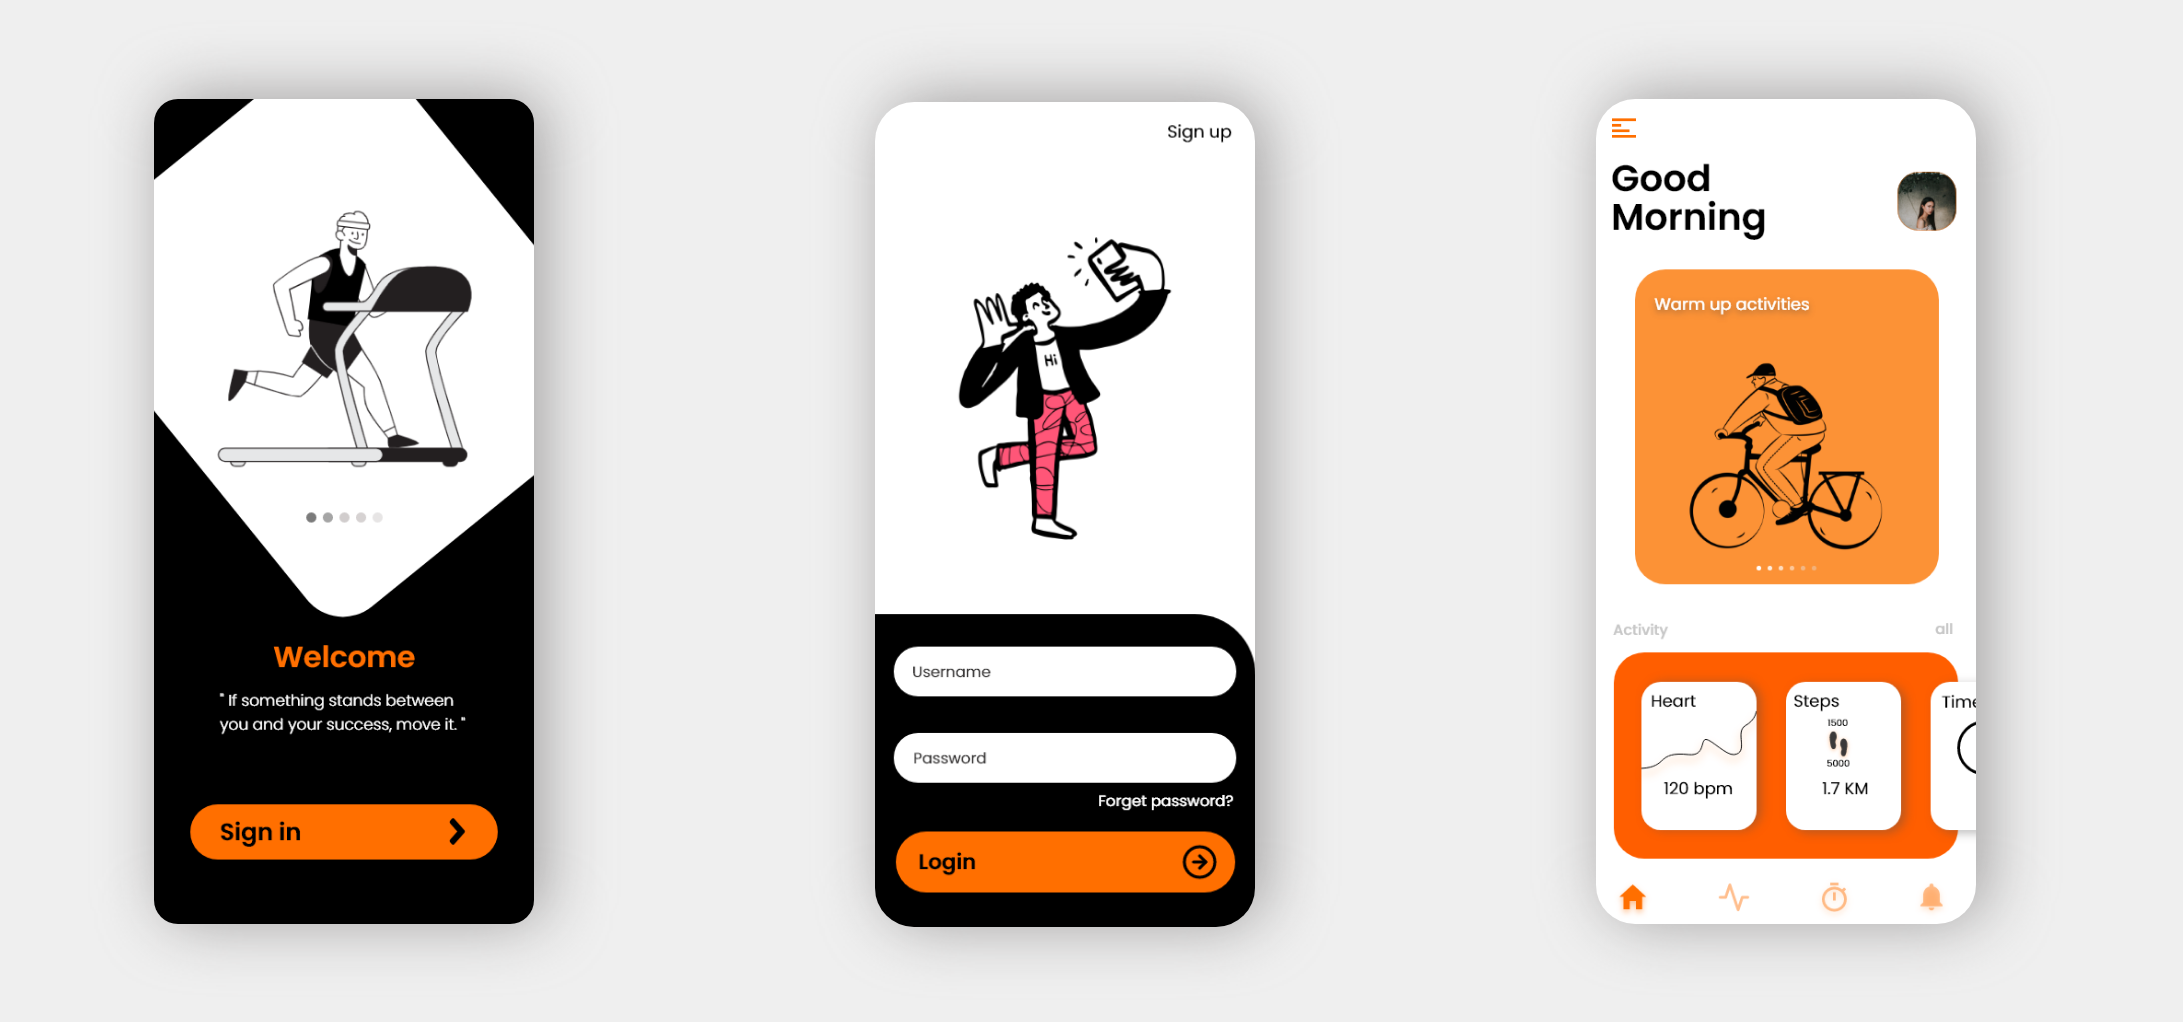 Welcome
" If something stands between
you and your success, move it. "
Sign in
Sign up
Hi
Username
Password
Forget password?
Login
Good
Morning
Warm up activities
Activity
all
Heart
120 bpm
Steps
1500
5000
1.7 KM
Time